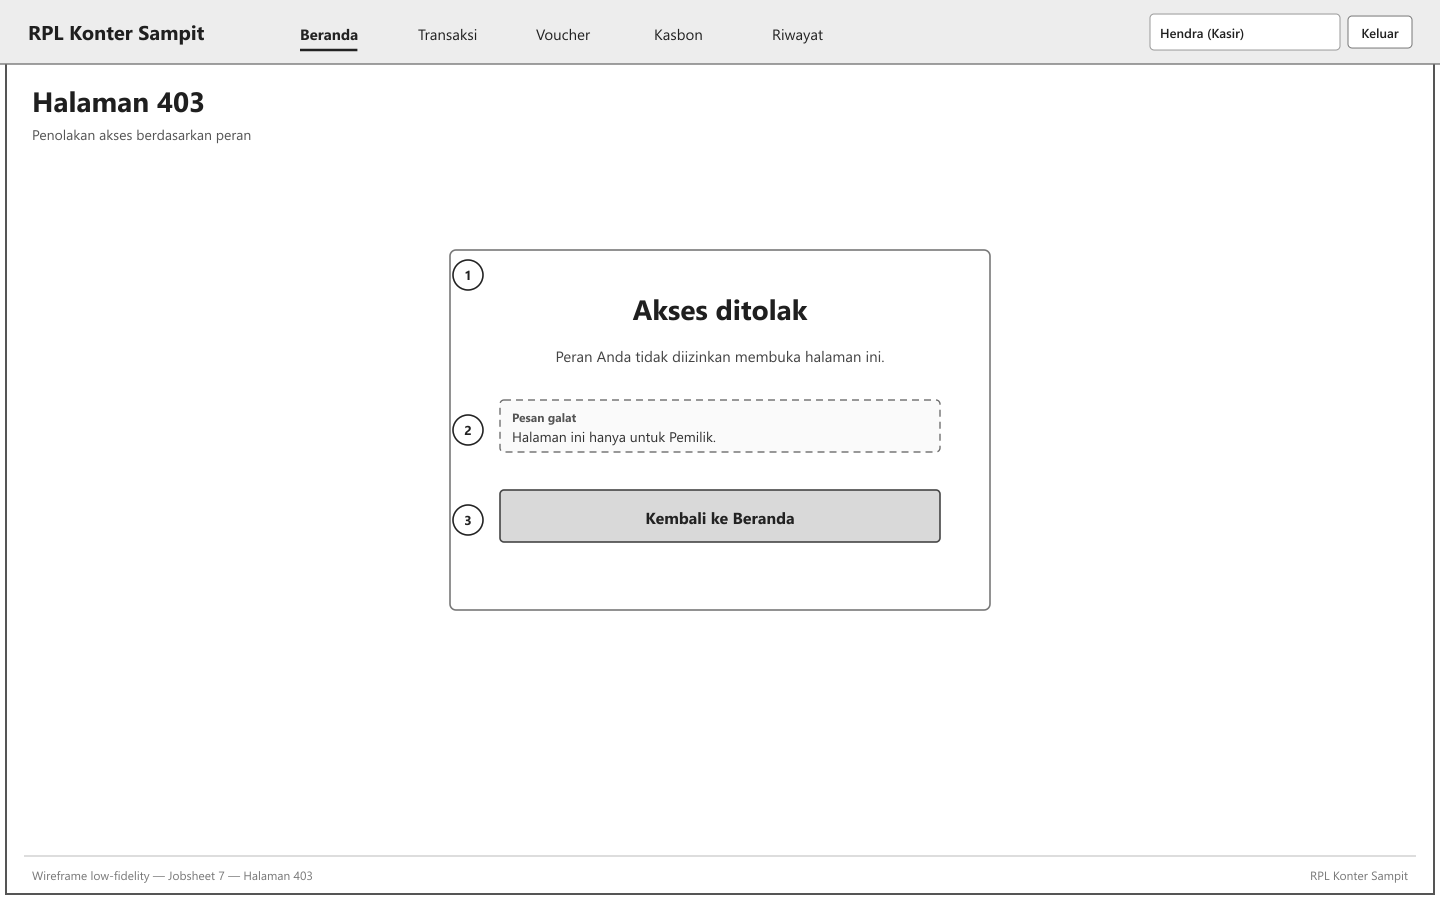 RPL Konter Sampit
Beranda
Transaksi
Voucher
Kasbon
Riwayat
Hendra (Kasir)
Keluar
Halaman 403
Penolakan akses berdasarkan peran
1
Akses ditolak
Peran Anda tidak diizinkan membuka halaman ini.
2
Pesan galat
Halaman ini hanya untuk Pemilik.
3
Kembali ke Beranda
Wireframe low-fidelity — Jobsheet 7 — Halaman 403
RPL Konter Sampit